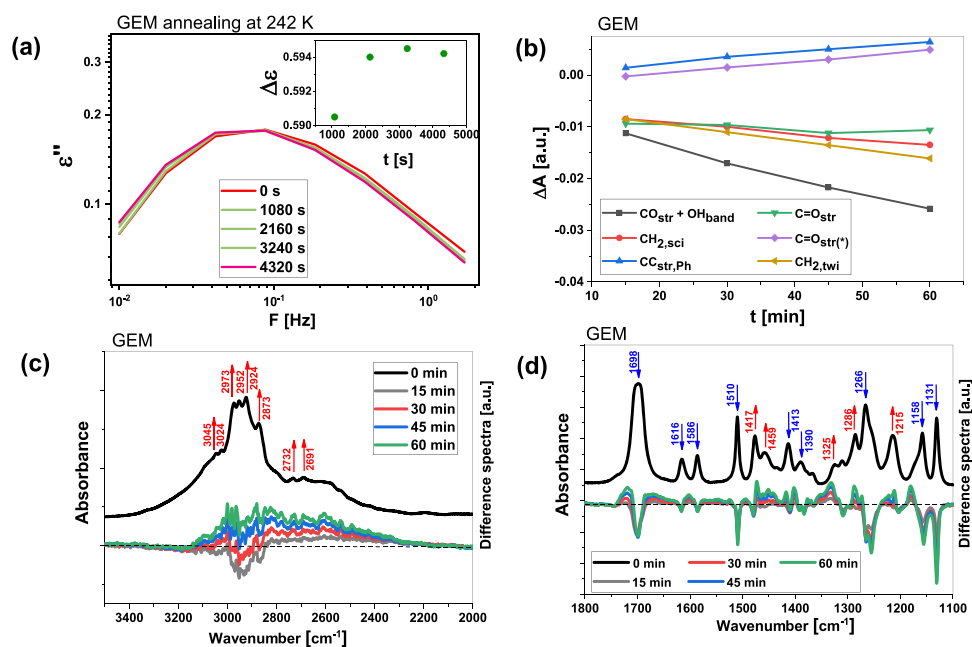 GEM annealing at 242 K
(a)
0.594
0.592
0.590
Δε
0 1000 2000 3000 4000 5000
t [s]
0.3
0.2
0.1
ε''
0 s
1080 s
2160 s
3240 s
4320 s
10⁻² 10⁻¹ 10⁰
F [Hz]
GEM
(b)
0.00
-0.01
-0.02
-0.03
-0.04
ΔA [a.u.]
COstr + OHband
CH2,sci
CCstr,Ph
C=Ostr
C=Ostr(*)
CH2,twi
10 20 30 40 50 60 70
t [min]
GEM
(c)
Absorbance
3045
3024
2973
2952
2924
2873
2732
2691
0 min
15 min
30 min
45 min
60 min
Difference spectra [a.u.]
3400 3200 3000 2800 2600 2400 2200 2000
Wavenumber [cm⁻¹]
GEM
(d)
Absorbance
1698
1616
1586
1510
1417
1459
1413
1390
1325
1286
1266
1215
1158
1131
0 min
15 min
30 min
45 min
60 min
Difference spectra [a.u.]
1800 1700 1600 1500 1400 1300 1200 1100
Wavenumber [cm⁻¹]